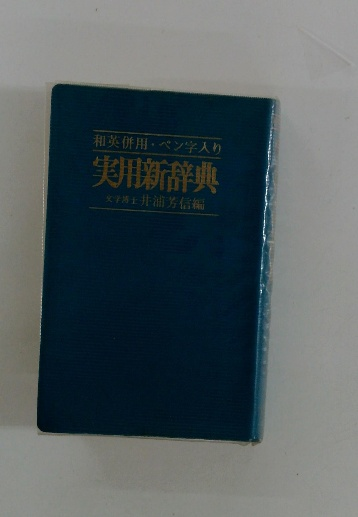 和英併用・ペン字入り
実用新辞典
文学博士 井浦芳信編